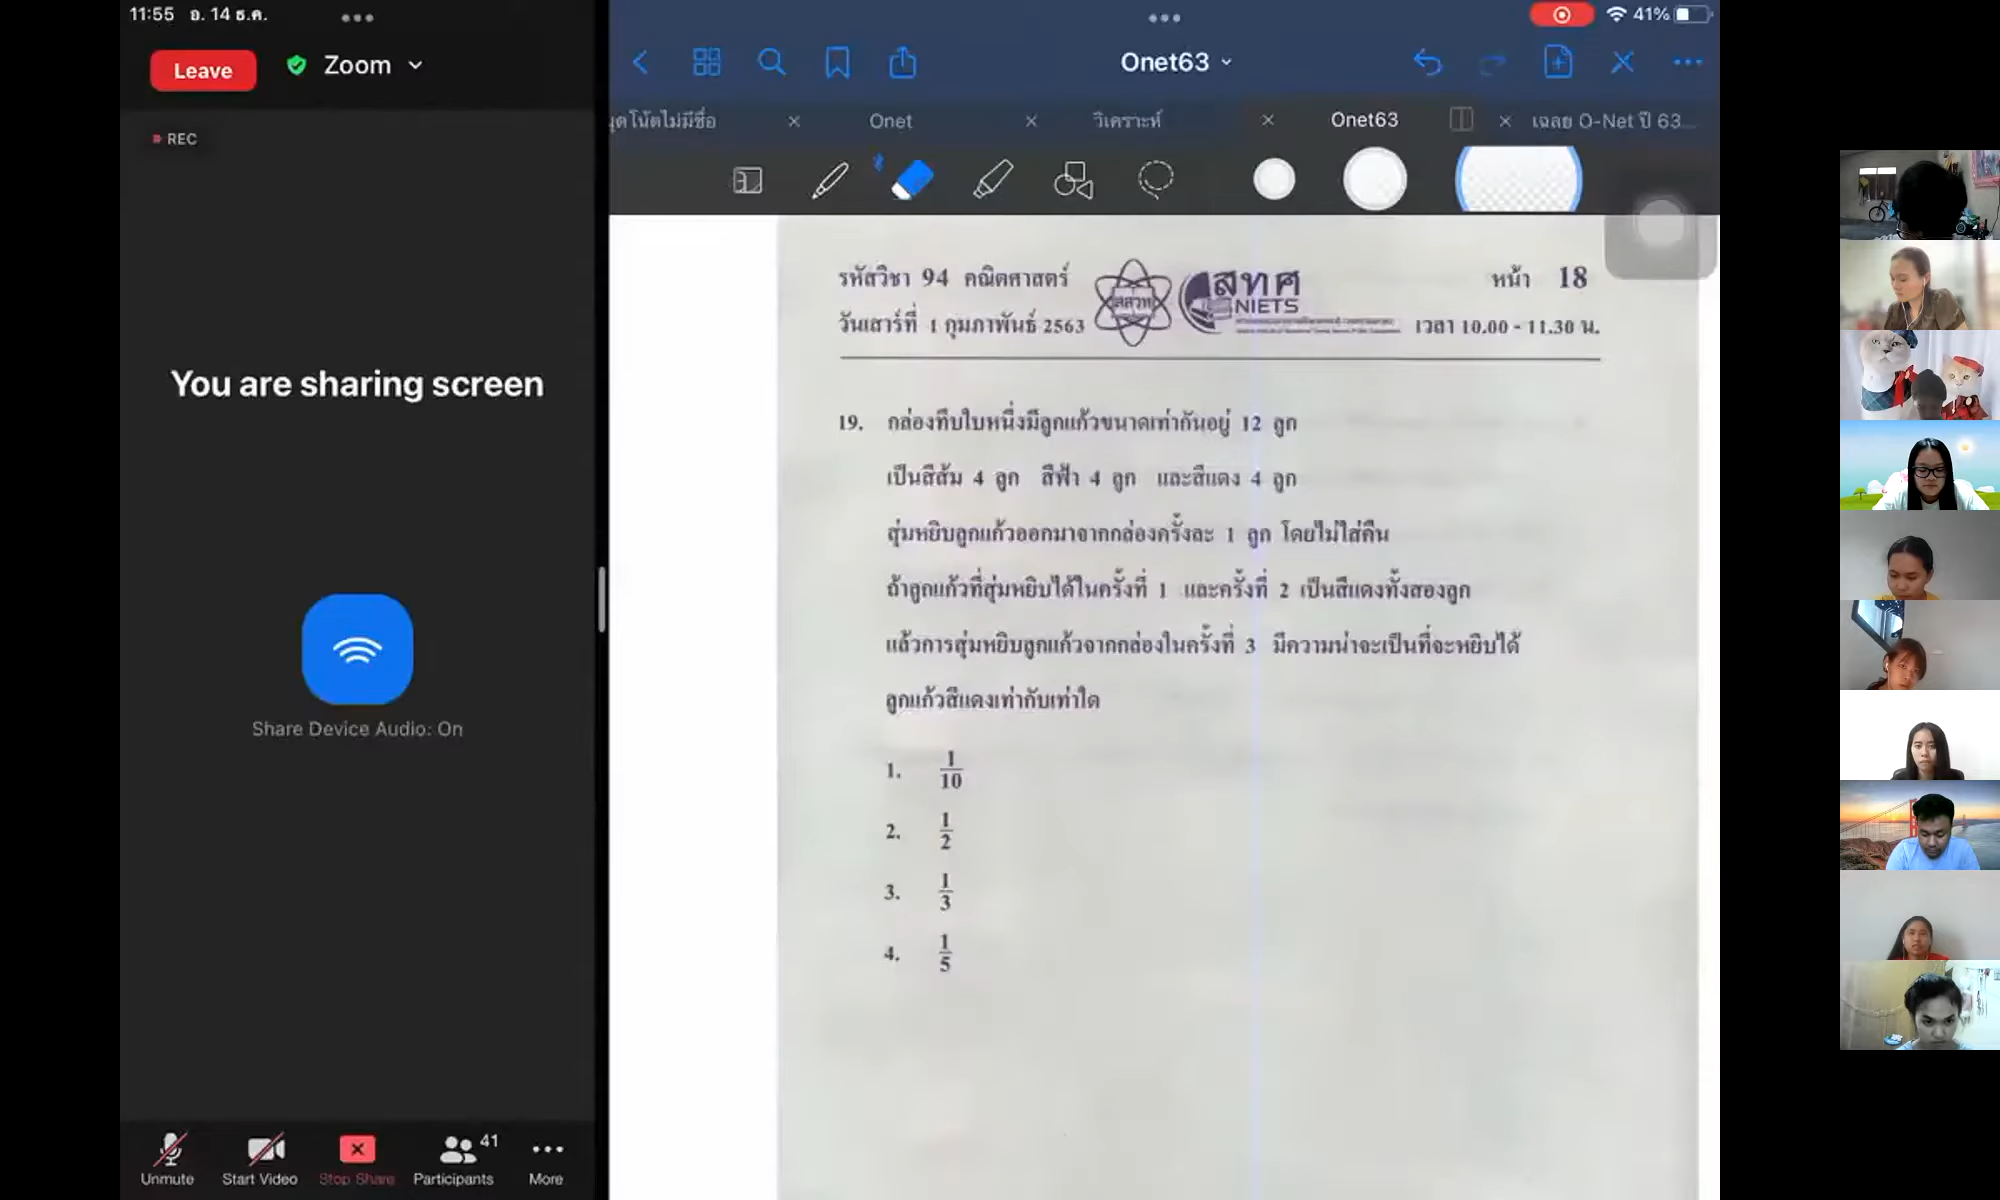 11:55 อ. 14 ธ.ค.
41%
Leave
Zoom
Onet63
REC
Onet
วิเคราะห์
Onet63
เฉลย O-Net ปี 63...
You are sharing screen
Share Device Audio: On
รหัสวิชา 94 คณิตศาสตร์
สสวท
สทศ
NIETS
หน้า 18
วันเสาร์ที่ 1 กุมภาพันธ์ 2563
เวลา 10.00 - 11.30 น.
19. กล่องทึบใบหนึ่งมีลูกแก้วขนาดเท่ากันอยู่ 12 ลูก
เป็นสีส้ม 4 ลูก สีฟ้า 4 ลูก และสีแดง 4 ลูก
สุ่มหยิบลูกแก้วออกมาจากกล่องครั้งละ 1 ลูก โดยไม่ใส่คืน
ถ้าลูกแก้วที่สุ่มหยิบได้ในครั้งที่ 1 และครั้งที่ 2 เป็นสีแดงทั้งสองลูก
แล้วการสุ่มหยิบลูกแก้วจากกล่องในครั้งที่ 3 มีความน่าจะเป็นที่จะหยิบได้
ลูกแก้วสีแดงเท่ากับเท่าใด
1. 1/10
2. 1/2
3. 1/3
4. 1/5
Unmute
Start Video
Stop Share
Participants
41
More